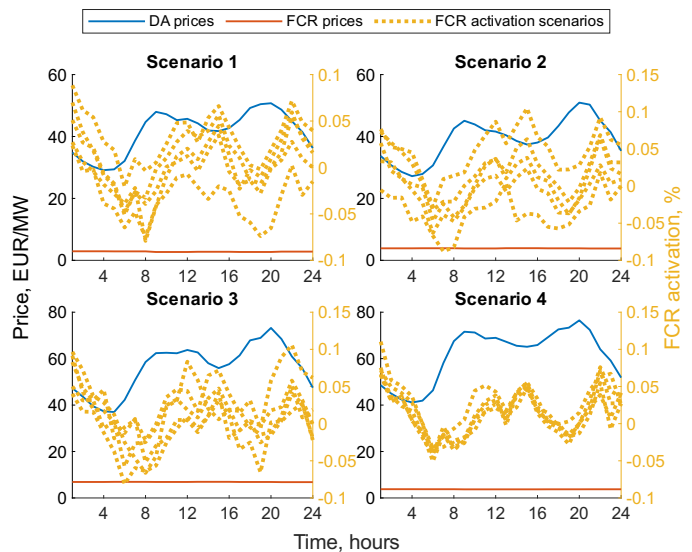 DA prices FCR prices FCR activation scenarios
Scenario 1 Scenario 2
60 0.1 60 0.15
0.1
40 0.05 40
0.05
0
20 20 0
-0.05
-0.05
0 -0.1 0 -0.1
4 8 12 16 20 24 4 8 12 16 20 24
Price, EUR/MW
FCR activation, %
Scenario 3 Scenario 4
80 0.15 80 0.15
0.1 0.1
60 60
0.05 0.05
40 40
0 0
20 20
-0.05 -0.05
0 -0.1 0 -0.1
4 8 12 16 20 24 4 8 12 16 20 24
Time, hours